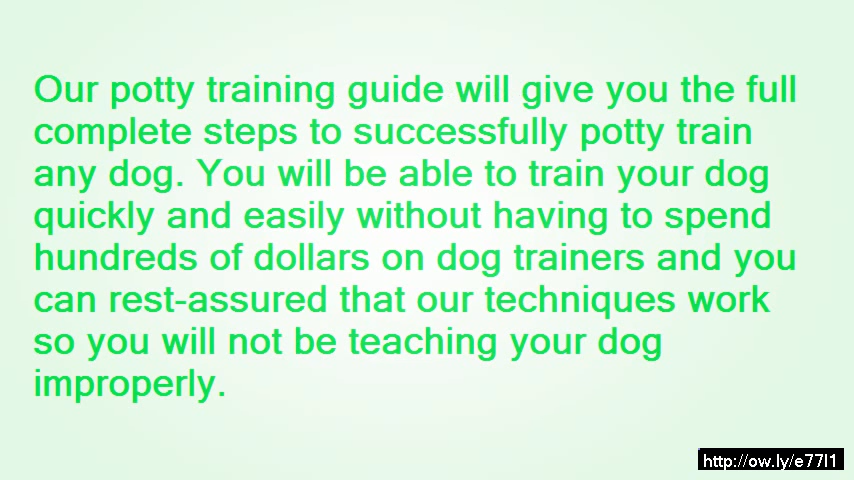 Our potty training guide will give you the full
complete steps to successfully potty train
any dog. You will be able to train your dog
quickly and easily without having to spend
hundreds of dollars on dog trainers and you
can rest-assured that our techniques work
so you will not be teaching your dog
improperly.
http://ow.ly/e77l1